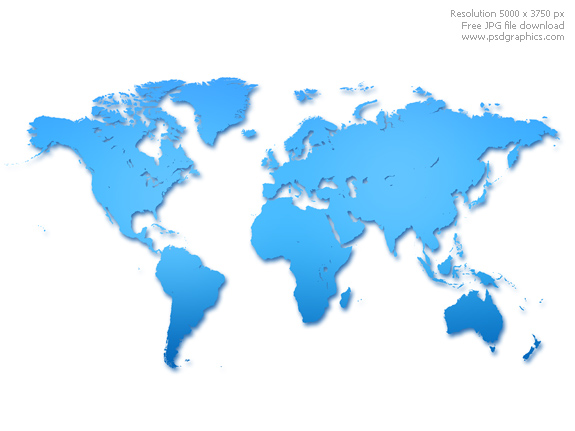 Resolution 5000 x 3750 px
Free JPG file download
www.psdgraphics.com